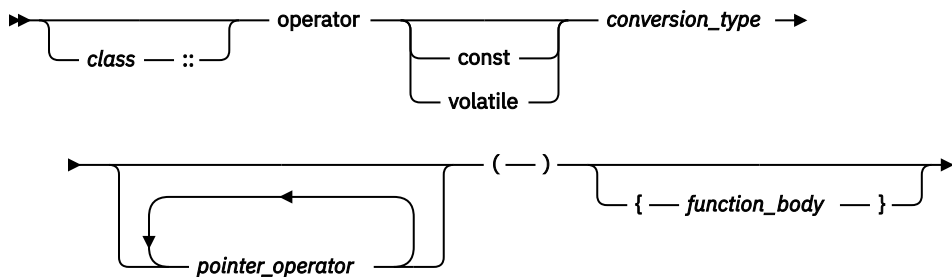 operator conversion_type
class :: const
volatile
( )
{ function_body }
pointer_operator